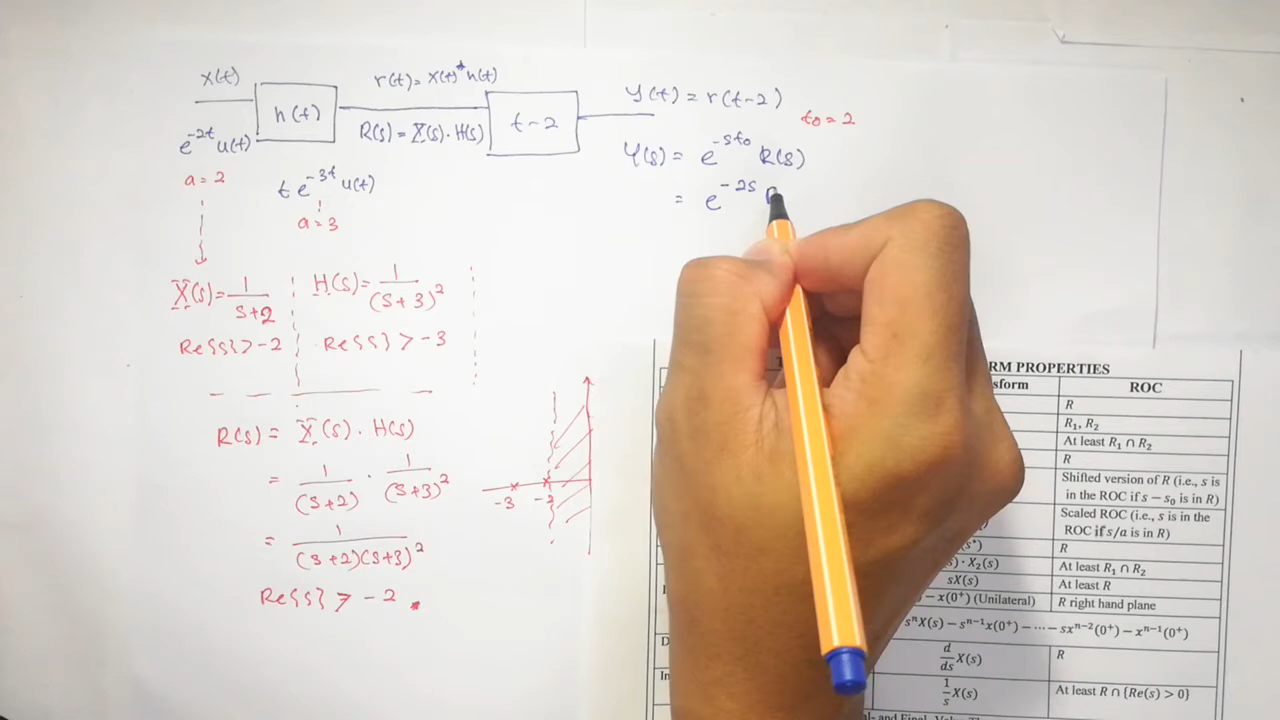 x(t)
h(t)
r(t) = x(t) * h(t)
t-2
y(t) = r(t-2)
t₀ = 2
e^{-2t} u(t)
R(s) = X(s) · H(s)
Y(s) = e^{-st₀} R(s)
a = 2
t e^{-3t} u(t)
= e^{-2s}
a = 3
X(s) = 1/(s+2)
H(s) = 1/(s+3)²
Re{s} > -2
Re{s} > -3
R(s) = X(s) · H(s)
= 1/(s+2) · 1/(s+3)²
-3
= 1/((s+2)(s+3)²)
Re{s} > -2
RM PROPERTIES
sform ROC
R
R₁, R₂
At least R₁ ∩ R₂
R
Shifted version of R (i.e., s is
in the ROC if s − s₀ is in R)
Scaled ROC (i.e., s is in the
ROC if s/a is in R)
(s*) R
) · X₂(s) At least R₁ ∩ R₂
sX(s) At least R
− x(0⁺) (Unilateral) R right hand plane
sⁿX(s) − sⁿ⁻¹x(0⁺) − ⋯ − sxⁿ⁻²(0⁺) − xⁿ⁻¹(0⁺)
d/ds X(s) R
1/s X(s) At least R ∩ {Re(s) > 0}